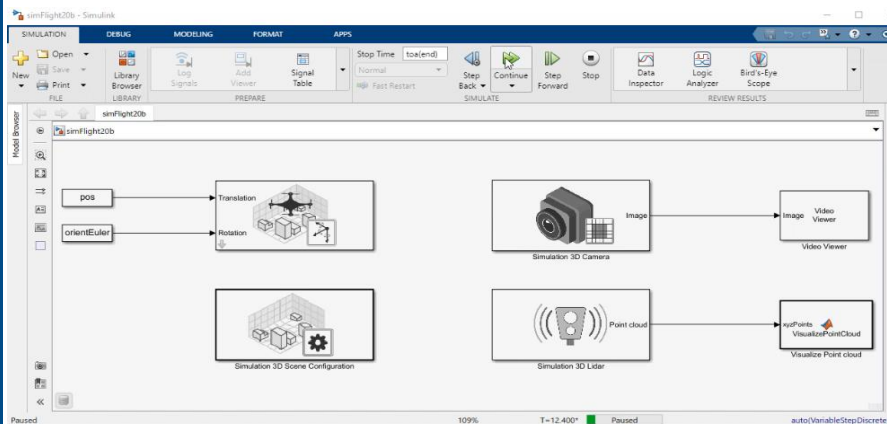 simFlight20b - Simulink
SIMULATION DEBUG MODELING FORMAT APPS
New
Open
Save
Print
FILE
Library
Browser
LIBRARY
Log
Signals
Add
Viewer
Signal
Table
PREPARE
Stop Time toa(end)
Normal
Fast Restart
Step
Back
Continue
Step
Forward
Stop
SIMULATE
Data
Inspector
Logic
Analyzer
Bird's-Eye
Scope
REVIEW RESULTS
Model Browser
simFlight20b
simFlight20b
pos
orientEuler
Translation
Rotation
Simulation 3D Scene Configuration
Image
Simulation 3D Camera
Point cloud
Simulation 3D Lidar
Image
Video
Viewer
Video Viewer
xyzPoints
VisualizePointCloud
Visualize Point cloud
Paused 109% T=12.400* Paused auto(VariableStepDiscrete